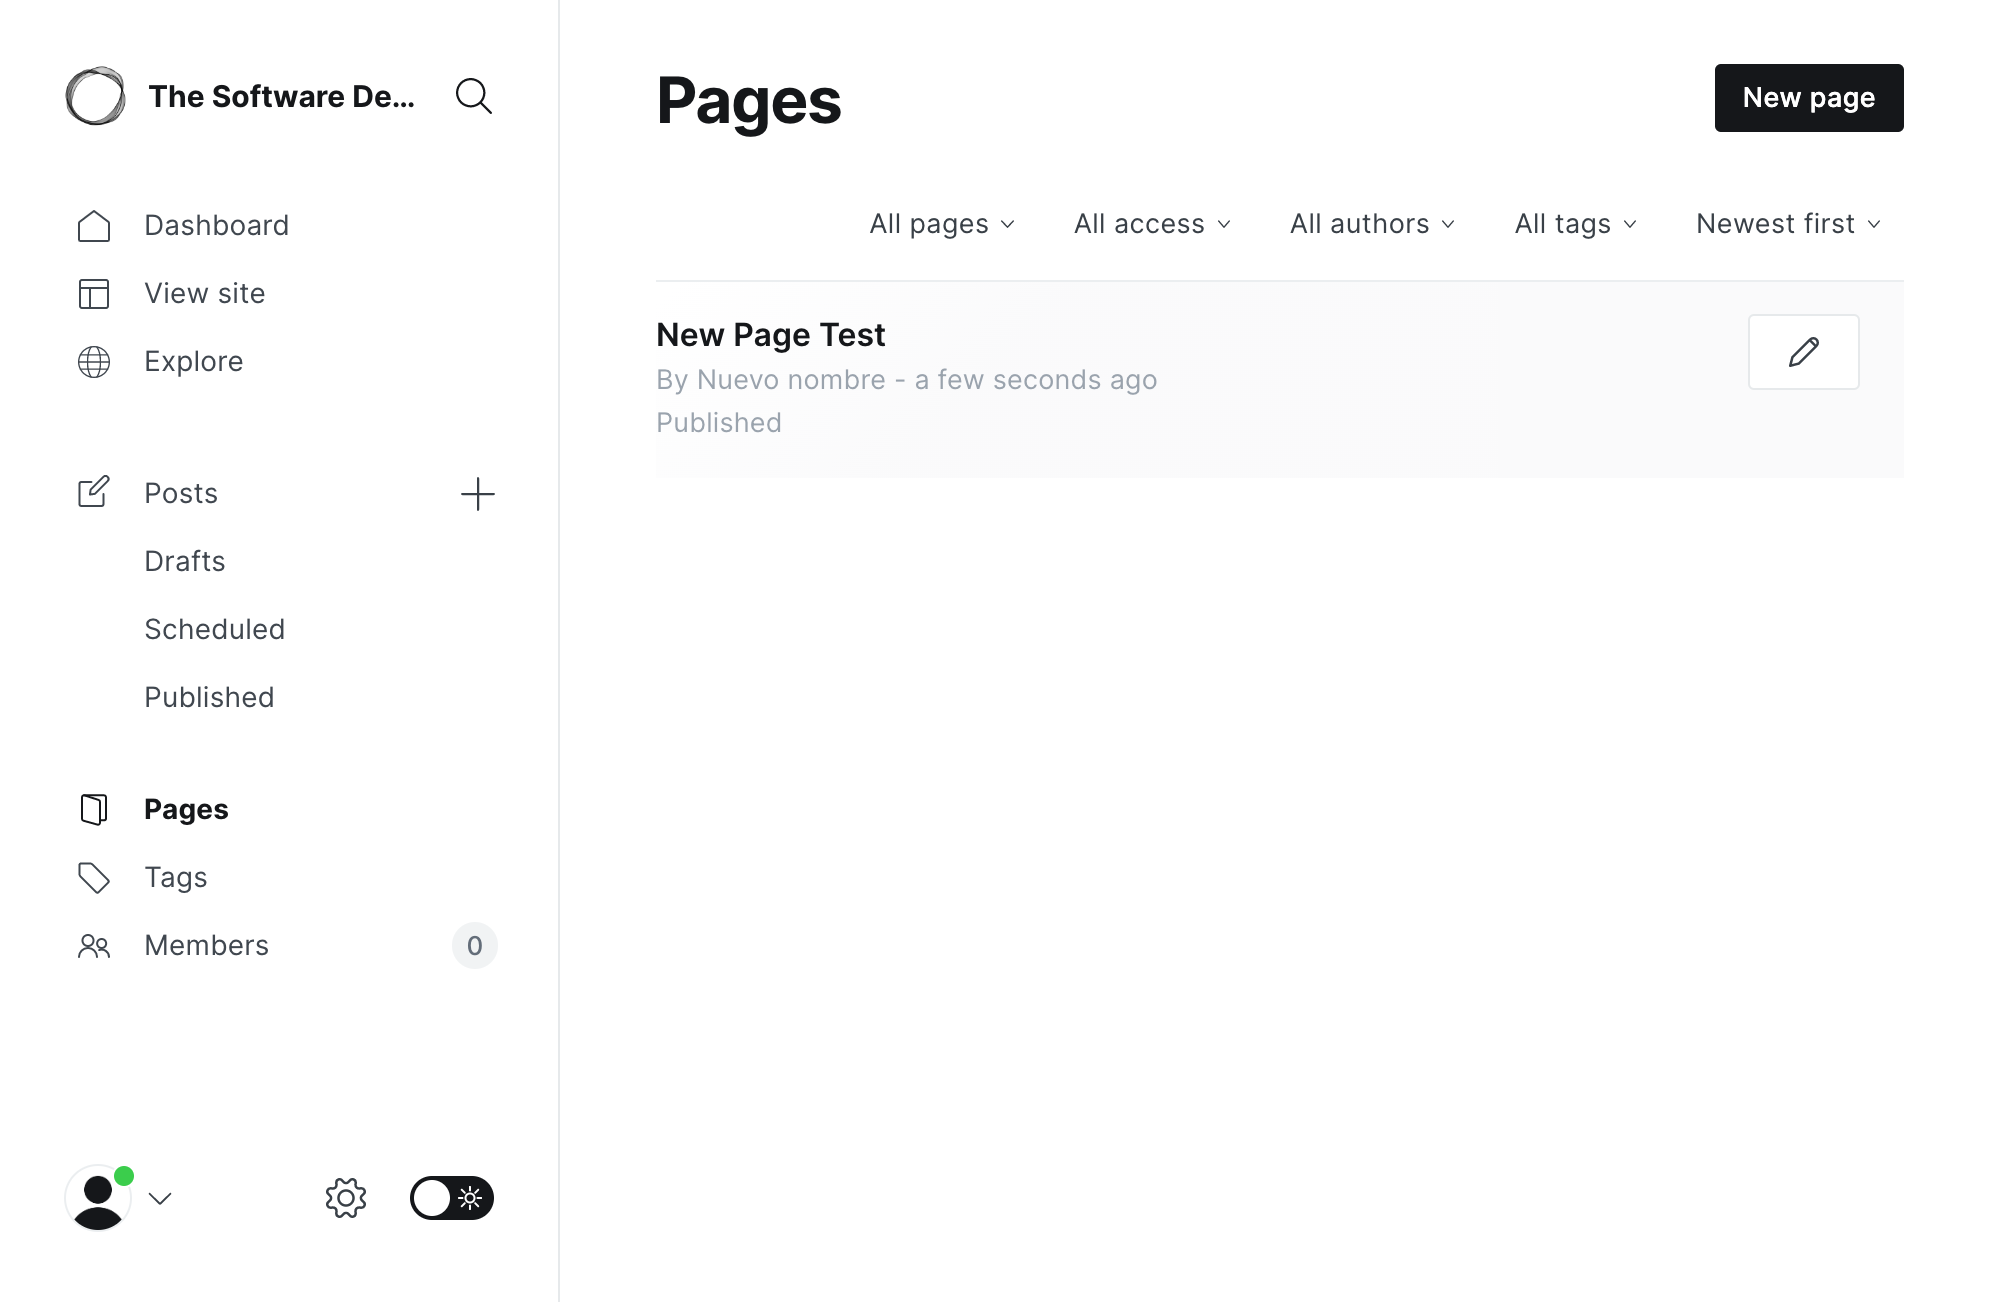 The Software De...
Dashboard
View site
Explore
Posts
Drafts
Scheduled
Published
Pages
Tags
Members
0
Pages
New page
All pages
All access
All authors
All tags
Newest first
New Page Test
By Nuevo nombre - a few seconds ago
Published